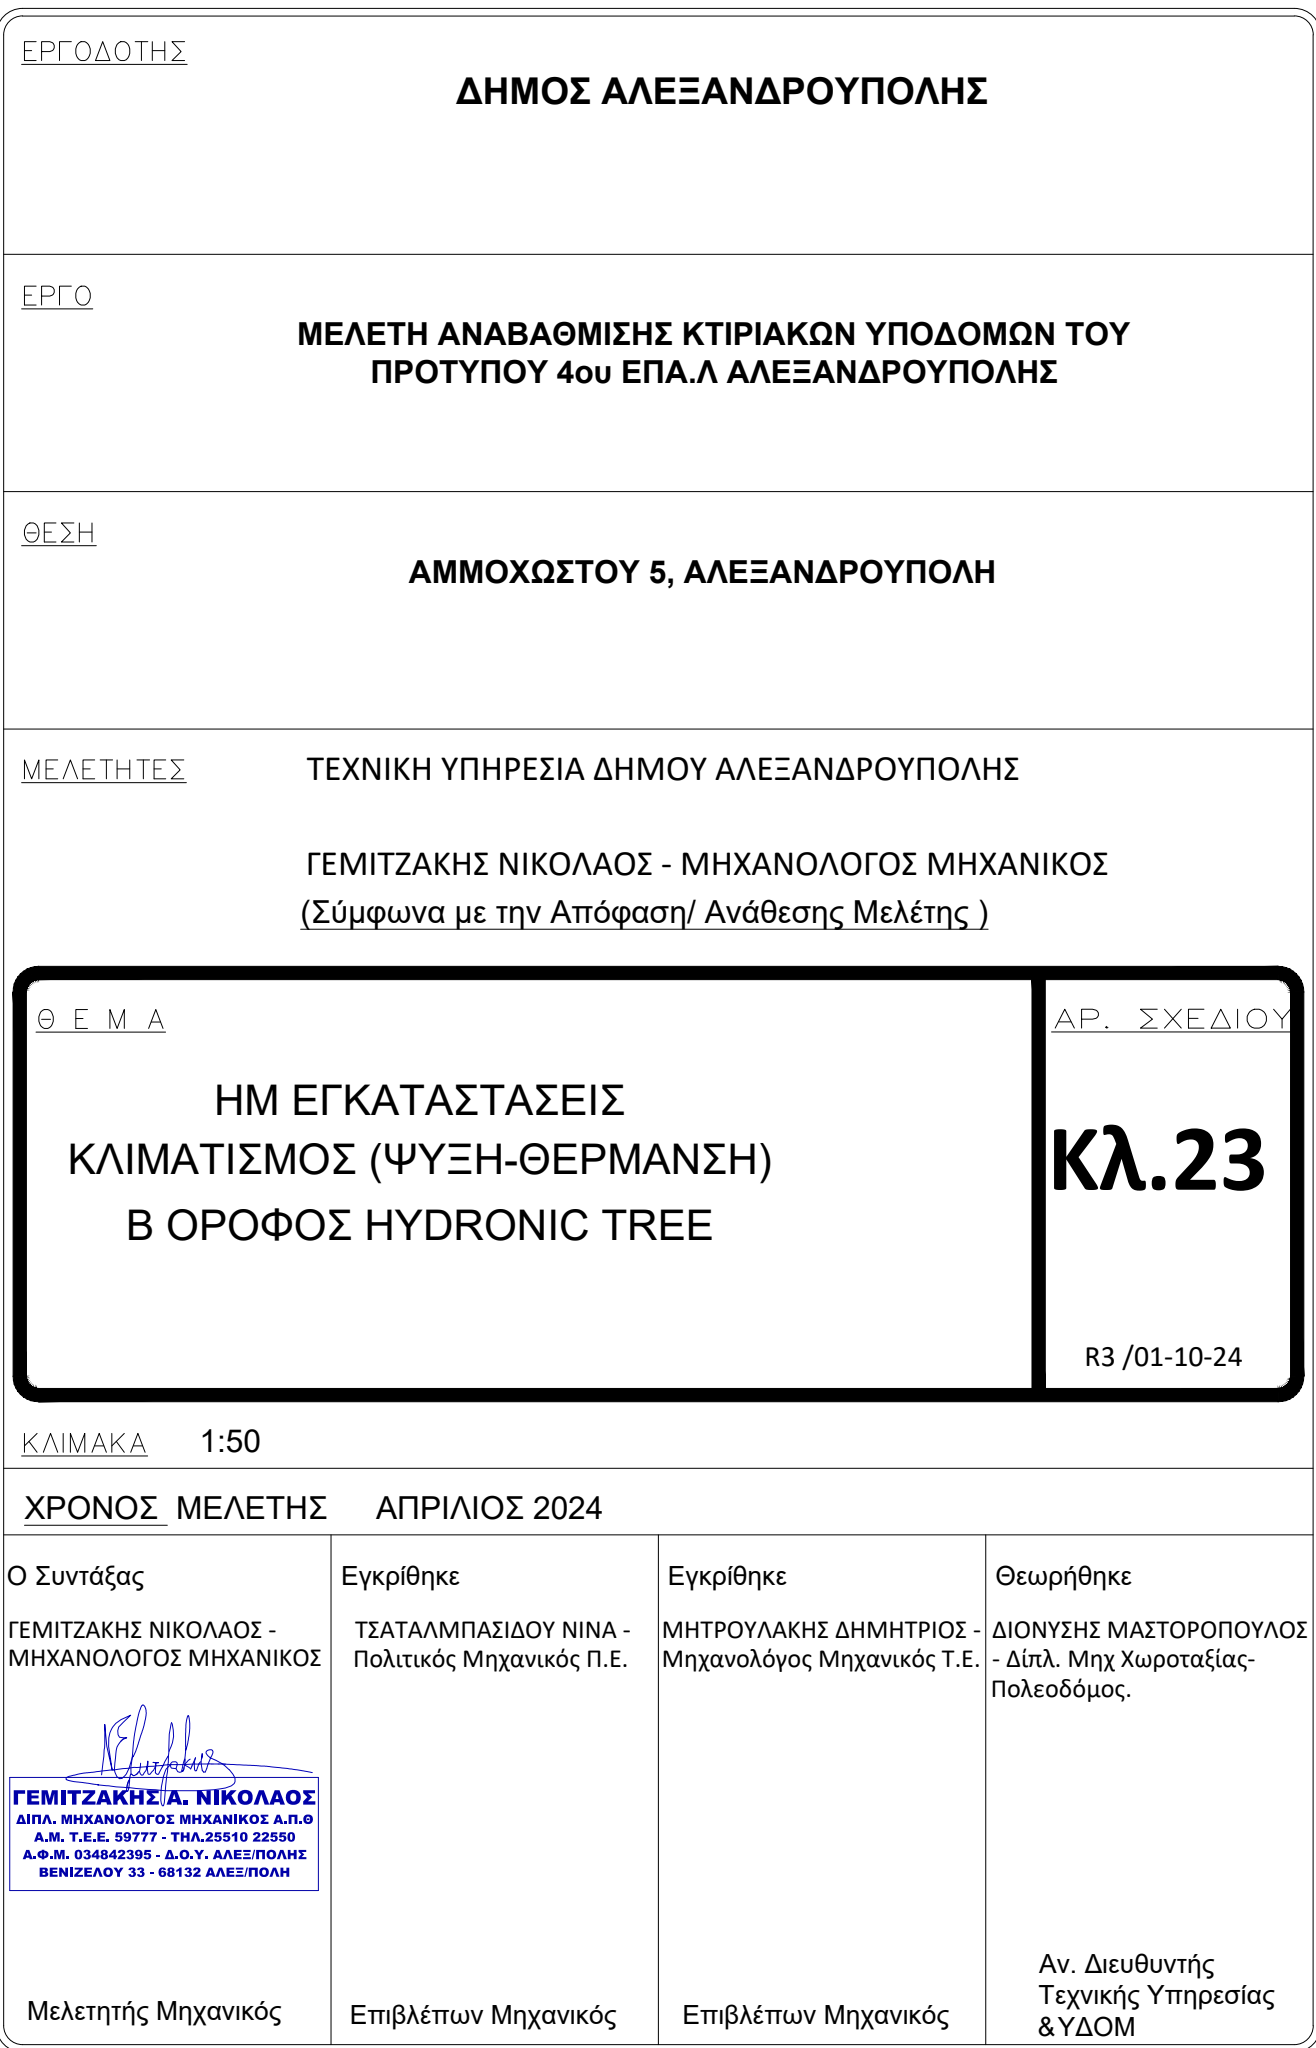 ΕΡΓΟΔΟΤΗΣ
ΔΗΜΟΣ ΑΛΕΞΑΝΔΡΟΥΠΟΛΗΣ
ΕΡΓΟ
ΜΕΛΕΤΗ ΑΝΑΒΑΘΜΙΣΗΣ ΚΤΙΡΙΑΚΩΝ ΥΠΟΔΟΜΩΝ ΤΟΥ
ΠΡΟΤΥΠΟΥ 4ου ΕΠΑ.Λ ΑΛΕΞΑΝΔΡΟΥΠΟΛΗΣ
ΘΕΣΗ
ΑΜΜΟΧΩΣΤΟΥ 5, ΑΛΕΞΑΝΔΡΟΥΠΟΛΗ
ΜΕΛΕΤΗΤΕΣ
ΤΕΧΝΙΚΗ ΥΠΗΡΕΣΙΑ ΔΗΜΟΥ ΑΛΕΞΑΝΔΡΟΥΠΟΛΗΣ
ΓΕΜΙΤΖΑΚΗΣ ΝΙΚΟΛΑΟΣ - ΜΗΧΑΝΟΛΟΓΟΣ ΜΗΧΑΝΙΚΟΣ
(Σύμφωνα με την Απόφαση/ Ανάθεσης Μελέτης )
Θ Ε Μ Α
ΗΜ ΕΓΚΑΤΑΣΤΑΣΕΙΣ
ΚΛΙΜΑΤΙΣΜΟΣ (ΨΥΞΗ-ΘΕΡΜΑΝΣΗ)
Β ΟΡΟΦΟΣ HYDRONIC TREE
ΑΡ. ΣΧΕΔΙΟΥ
Κλ.23
R3 /01-10-24
ΚΛΙΜΑΚΑ 1:50
ΧΡΟΝΟΣ ΜΕΛΕΤΗΣ ΑΠΡΙΛΙΟΣ 2024
Ο Συντάξας
ΓΕΜΙΤΖΑΚΗΣ ΝΙΚΟΛΑΟΣ -
ΜΗΧΑΝΟΛΟΓΟΣ ΜΗΧΑΝΙΚΟΣ
ΓΕΜΙΤΖΑΚΗΣ Α. ΝΙΚΟΛΑΟΣ
ΔΙΠΛ. ΜΗΧΑΝΟΛΟΓΟΣ ΜΗΧΑΝΙΚΟΣ Α.Π.Θ
Α.Μ. Τ.Ε.Ε. 59777 - ΤΗΛ.25510 22550
Α.Φ.Μ. 034842395 - Δ.Ο.Υ. ΑΛΕΞ/ΠΟΛΗΣ
ΒΕΝΙΖΕΛΟΥ 33 - 68132 ΑΛΕΞ/ΠΟΛΗ
Μελετητής Μηχανικός
Εγκρίθηκε
ΤΣΑΤΑΛΜΠΑΣΙΔΟΥ ΝΙΝΑ -
Πολιτικός Μηχανικός Π.Ε.
Επιβλέπων Μηχανικός
Εγκρίθηκε
ΜΗΤΡΟΥΛΑΚΗΣ ΔΗΜΗΤΡΙΟΣ -
Μηχανολόγος Μηχανικός Τ.Ε.
Επιβλέπων Μηχανικός
Θεωρήθηκε
ΔΙΟΝΥΣΗΣ ΜΑΣΤΟΡΟΠΟΥΛΟΣ
- Δίπλ. Μηχ Χωροταξίας-
Πολεοδόμος.
Αν. Διευθυντής
Τεχνικής Υπηρεσίας
&ΥΔΟΜ